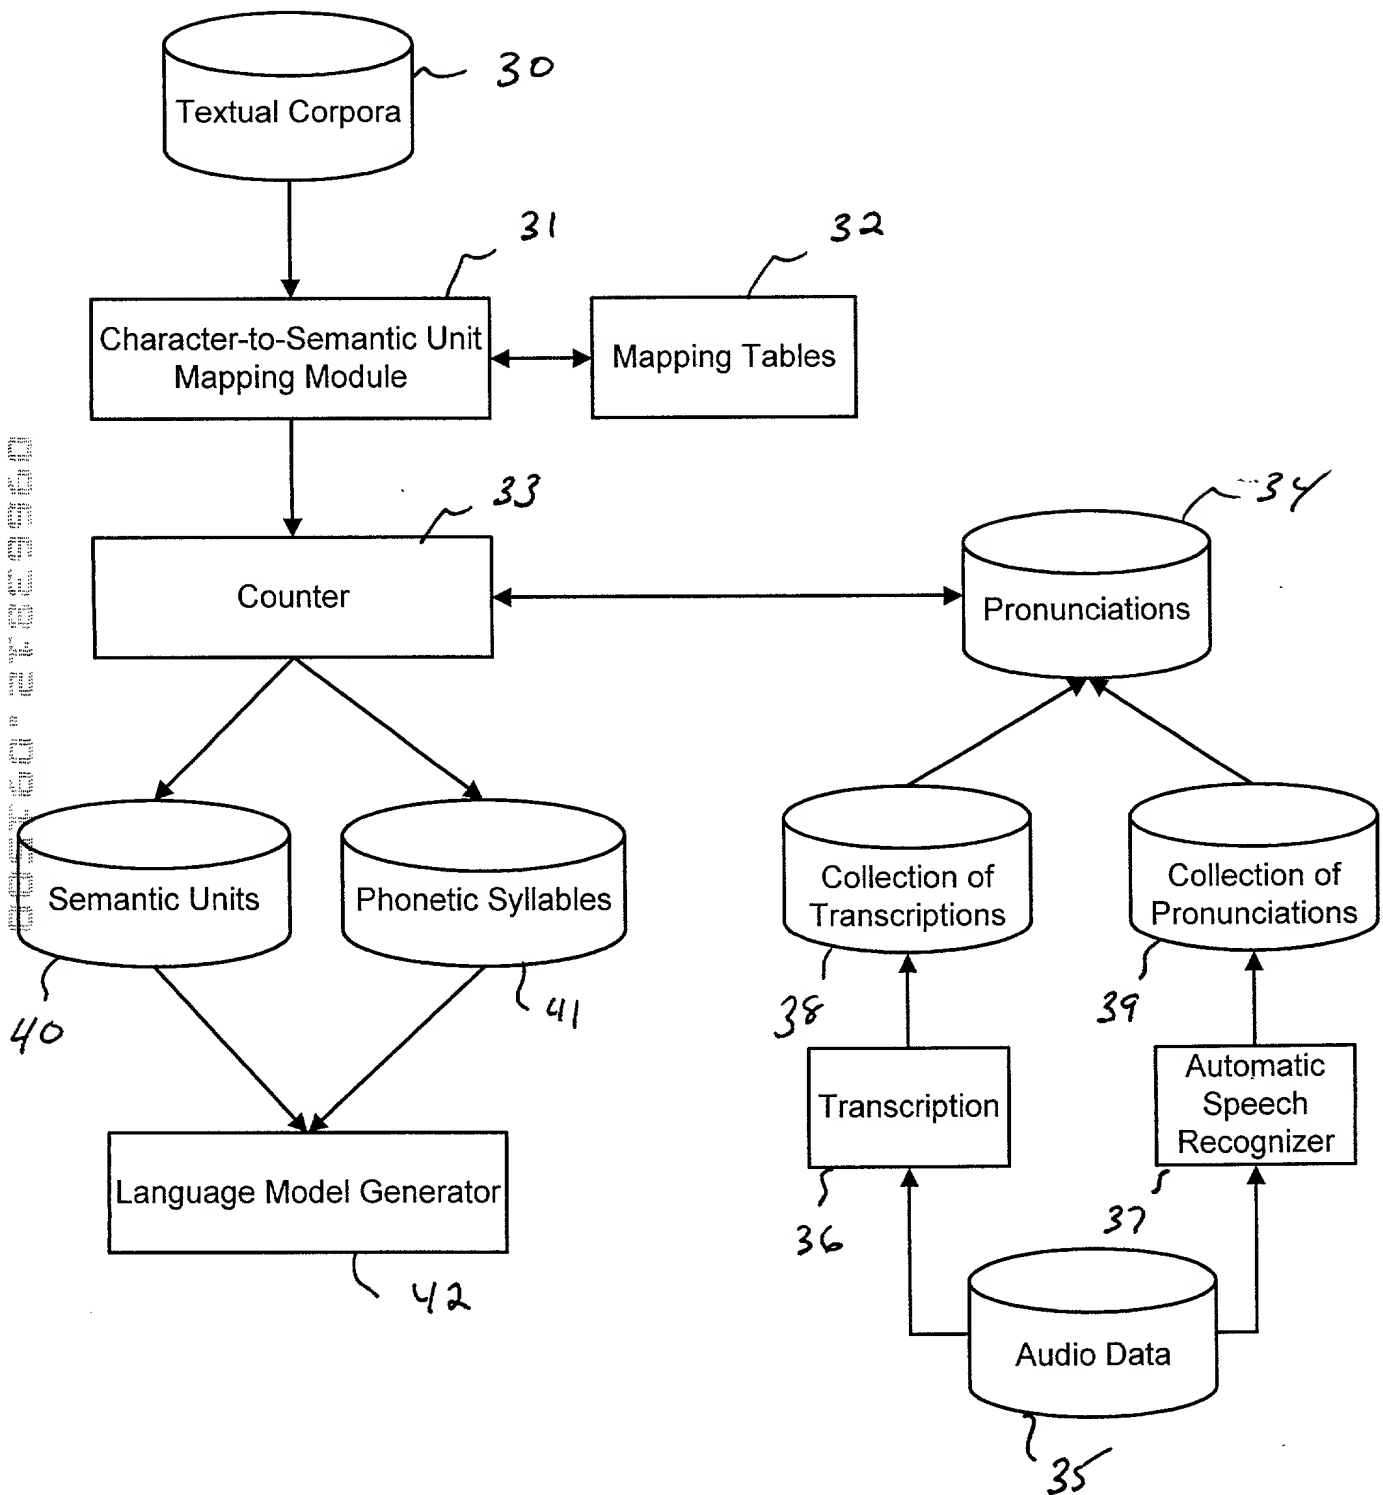 30
Textual Corpora
31
32
Character-to-Semantic Unit
Mapping Module
Mapping Tables
33
34
Counter
Pronunciations
Semantic Units
Phonetic Syllables
Collection of
Transcriptions
Collection of
Pronunciations
40
41
38
39
Transcription
Automatic
Speech
Recognizer
Language Model Generator
36
37
42
Audio Data
35